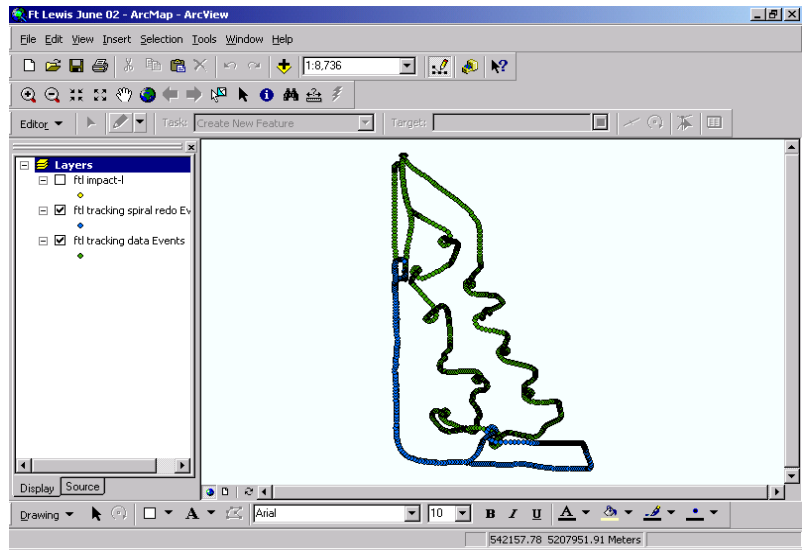 Ft Lewis June 02 - ArcMap - ArcView
File Edit View Insert Selection Tools Window Help
1:8,736
Editor Task: Create New Feature Target:
Layers
ftl impact-l
ftl tracking spiral redo Ev
ftl tracking data Events
Display Source
Drawing A Arial 10 B I U A
542157.78 5207951.91 Meters